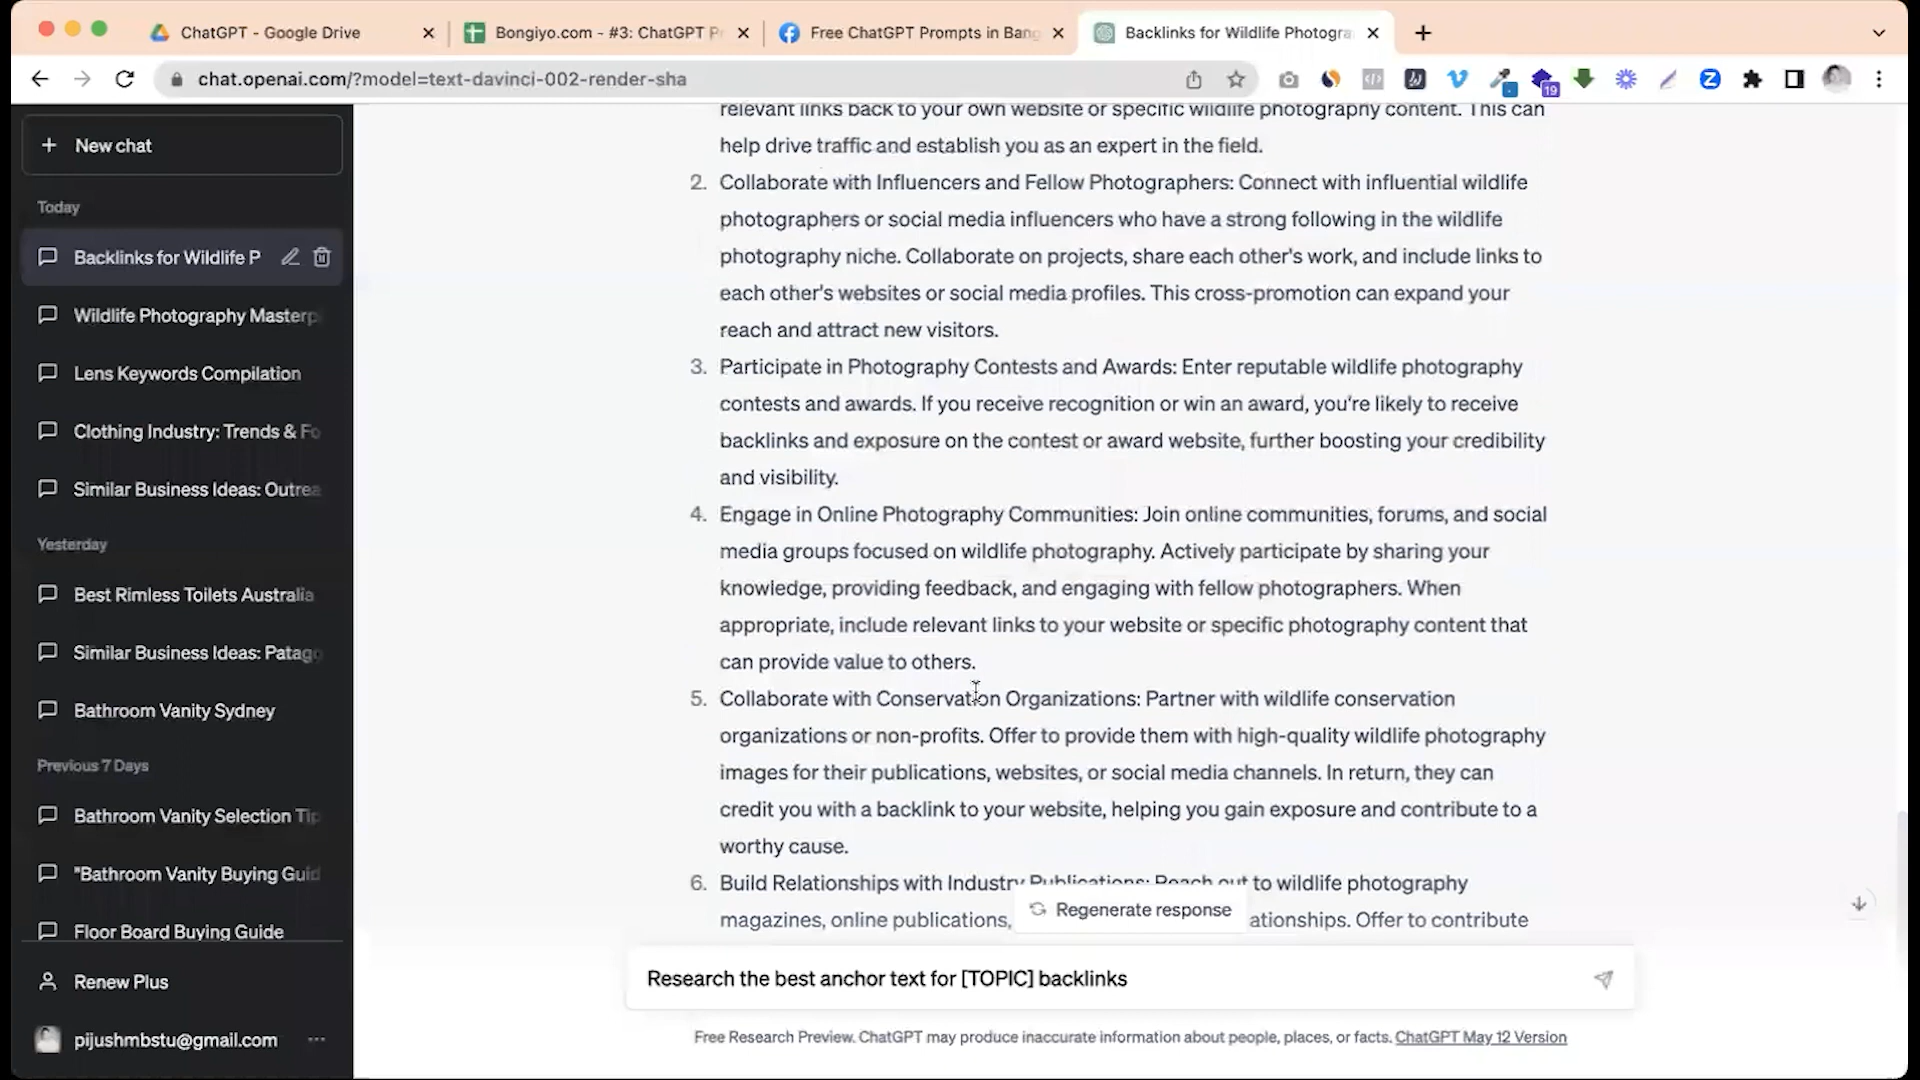 ChatGPT - Google Drive
Bongiyo.com - #3: ChatGPT P
Free ChatGPT Prompts in Bang
Backlinks for Wildlife Photogra
chat.openai.com/?model=text-davinci-002-render-sha
19
New chat
Today
Backlinks for Wildlife P
Wildlife Photography Masterp
Lens Keywords Compilation
Clothing Industry: Trends & Fo
Similar Business Ideas: Outrea
Yesterday
Best Rimless Toilets Australia
Similar Business Ideas: Patago
Bathroom Vanity Sydney
Previous 7 Days
Bathroom Vanity Selection Tip
"Bathroom Vanity Buying Guid
Floor Board Buying Guide
Renew Plus
pijushmbstu@gmail.com
relevant links back to your own website or specific wildlife photography content. This can
help drive traffic and establish you as an expert in the field.
2. Collaborate with Influencers and Fellow Photographers: Connect with influential wildlife
photographers or social media influencers who have a strong following in the wildlife
photography niche. Collaborate on projects, share each other's work, and include links to
each other's websites or social media profiles. This cross-promotion can expand your
reach and attract new visitors.
3. Participate in Photography Contests and Awards: Enter reputable wildlife photography
contests and awards. If you receive recognition or win an award, you're likely to receive
backlinks and exposure on the contest or award website, further boosting your credibility
and visibility.
4. Engage in Online Photography Communities: Join online communities, forums, and social
media groups focused on wildlife photography. Actively participate by sharing your
knowledge, providing feedback, and engaging with fellow photographers. When
appropriate, include relevant links to your website or specific photography content that
can provide value to others.
5. Collaborate with Conservation Organizations: Partner with wildlife conservation
organizations or non-profits. Offer to provide them with high-quality wildlife photography
images for their publications, websites, or social media channels. In return, they can
credit you with a backlink to your website, helping you gain exposure and contribute to a
worthy cause.
6. Build Relationships with Industry Publications: Reach out to wildlife photography
magazines, online publications, ationships. Offer to contribute
Regenerate response
Research the best anchor text for [TOPIC] backlinks
Free Research Preview. ChatGPT may produce inaccurate information about people, places, or facts. ChatGPT May 12 Version